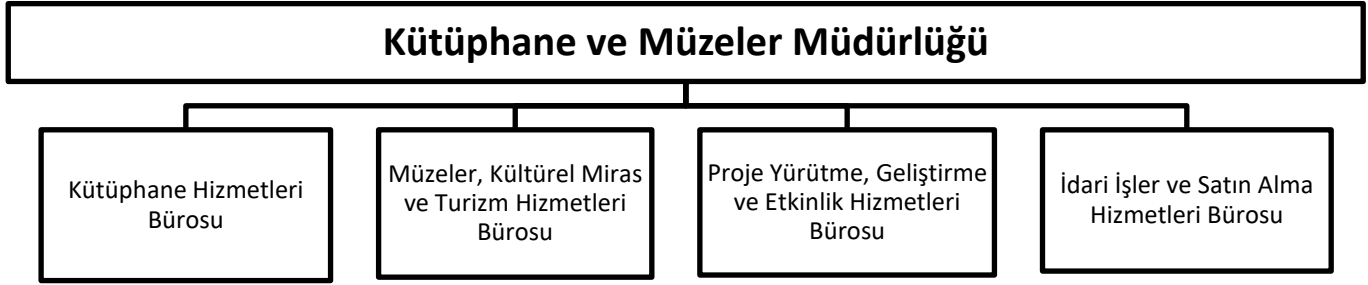 Kütüphane ve Müzeler Müdürlüğü
Kütüphane Hizmetleri
Bürosu
Müzeler, Kültürel Miras
ve Turizm Hizmetleri
Bürosu
Proje Yürütme, Geliştirme
ve Etkinlik Hizmetleri
Bürosu
İdari İşler ve Satın Alma
Hizmetleri Bürosu